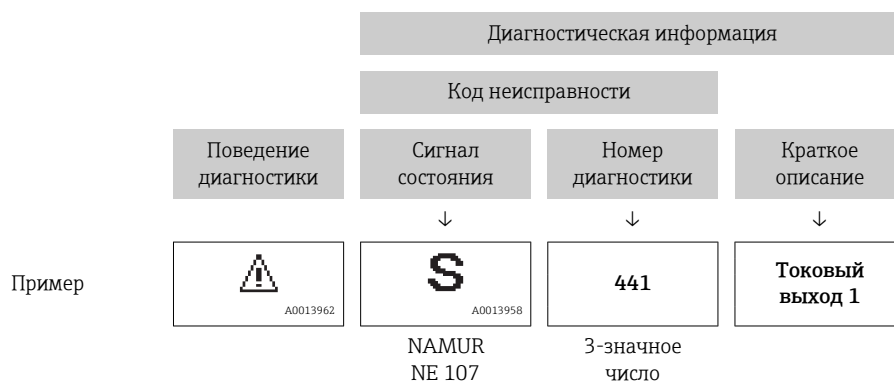 Диагностическая информация
Код неисправности
Поведение
диагностики
Сигнал
состояния
Номер
диагностики
Краткое
описание
↓ ↓ ↓
Пример
A0013962
S
A0013958
441
Токовый
выход 1
NAMUR
NE 107
3-значное
число